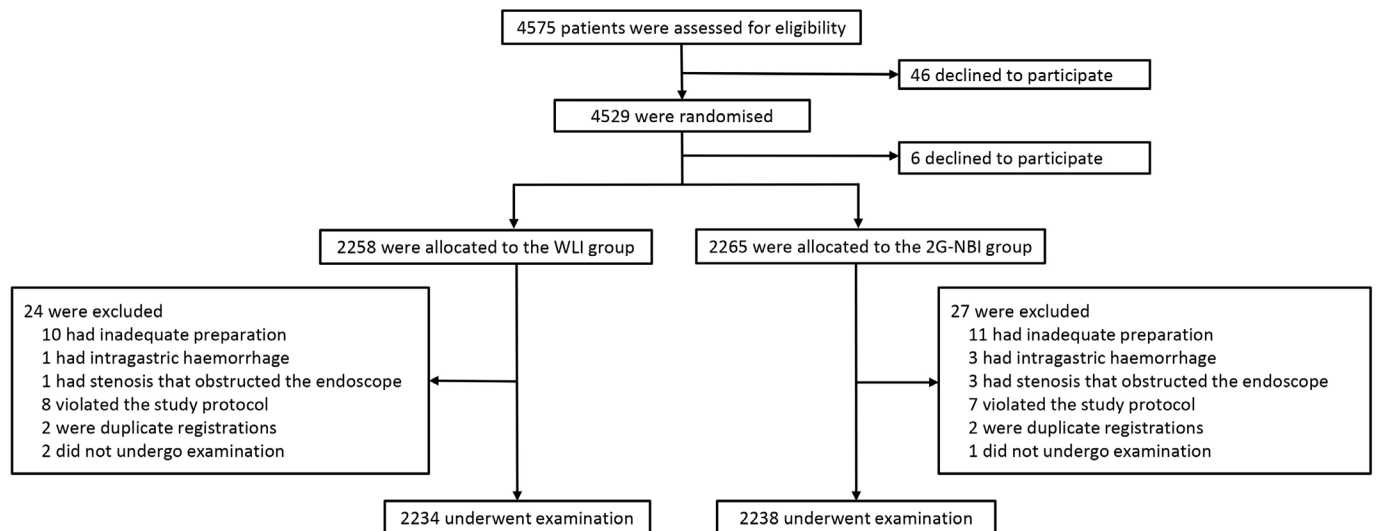 4575 patients were assessed for eligibility
46 declined to participate
4529 were randomised
6 declined to participate
2258 were allocated to the WLI group
2265 were allocated to the 2G-NBI group
24 were excluded
10 had inadequate preparation
1 had intragastric haemorrhage
1 had stenosis that obstructed the endoscope
8 violated the study protocol
2 were duplicate registrations
2 did not undergo examination
27 were excluded
11 had inadequate preparation
3 had intragastric haemorrhage
3 had stenosis that obstructed the endoscope
7 violated the study protocol
2 were duplicate registrations
1 did not undergo examination
2234 underwent examination
2238 underwent examination